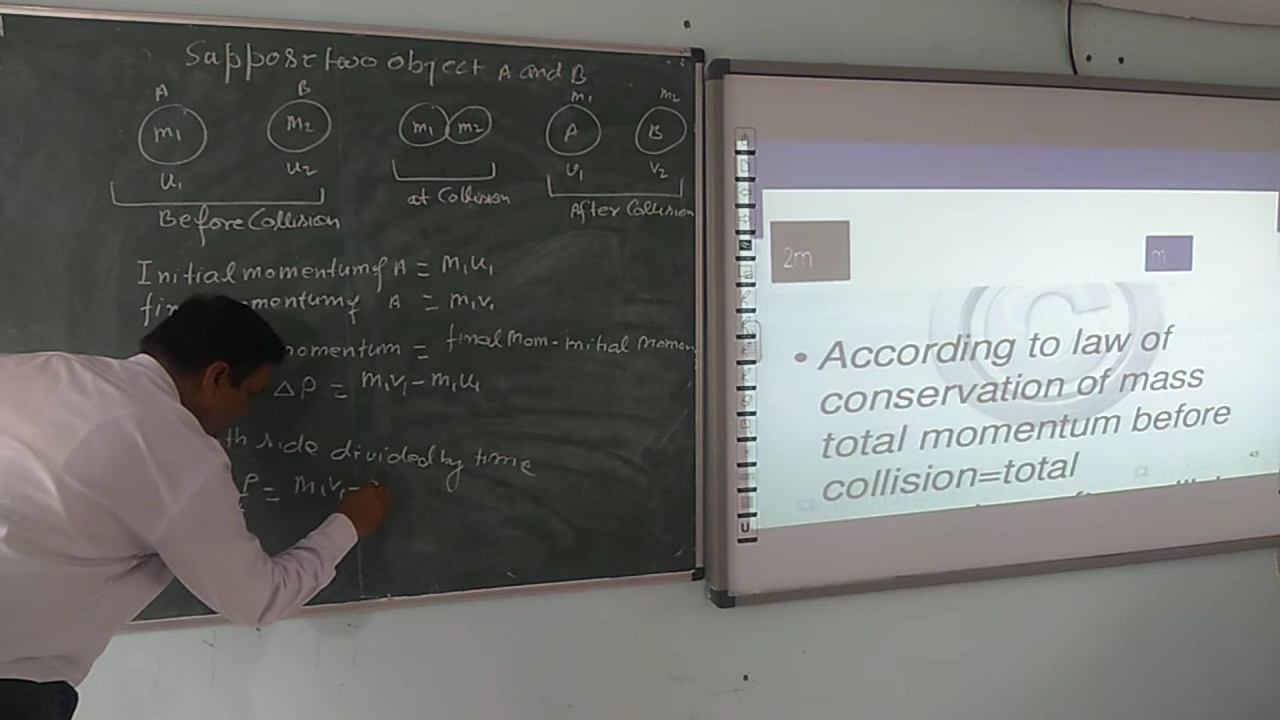 Suppose two object A and B
A B m1 m2
m1 M2 m1 m2 A B
u1 u2 v1 v2
Before Collision at Collision After Collision
Initial momentum of A = m1u1
momentum of A = m1v1
momentum = final Mom - initial Momen
ΔP = m1v1 - m1u1
side divided by time
P = m1v1 -
2m m
• According to law of
conservation of mass
total momentum before
collision=total
43